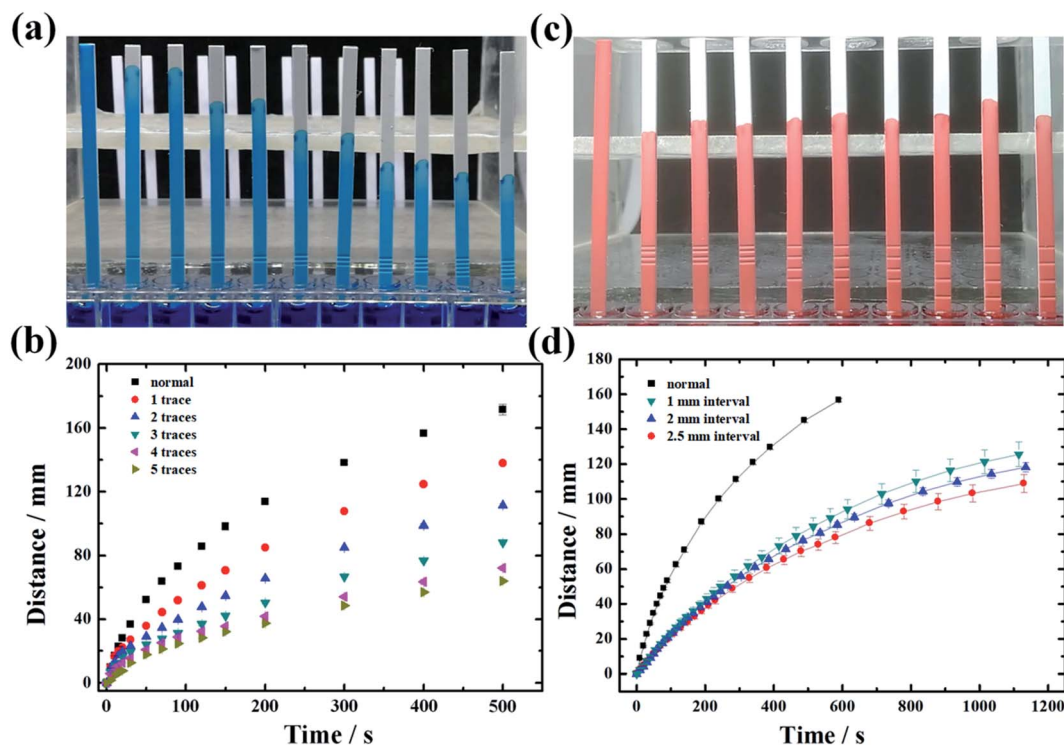 (a)
(c)
(b)
normal
1 trace
2 traces
3 traces
4 traces
5 traces
Distance / mm
160
120
80
40
0
0 100 200 300 400 500
Time / s
(d)
normal
1 mm interval
2 mm interval
2.5 mm interval
Distance / mm
180
160
140
120
100
80
60
40
20
0
0 200 400 600 800 1000 1200
Time / s